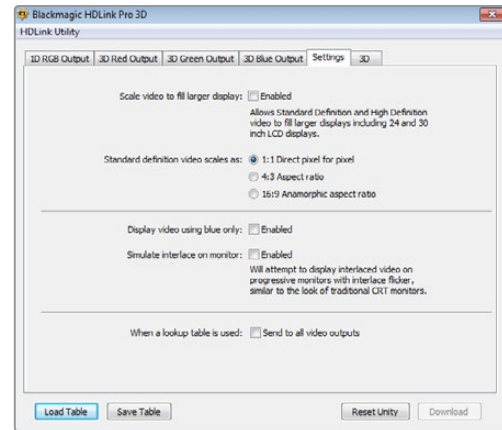 Blackmagic HDLink Pro 3D
HDLink Utility
1D RGB Output 3D Red Output 3D Green Output 3D Blue Output Settings 3D
Scale video to fill larger display: Enabled
Allows Standard Definition and High Definition
video to fill larger displays including 24 and 30
inch LCD displays.
Standard definition video scales as: 1:1 Direct pixel for pixel
4:3 Aspect ratio
16:9 Anamorphic aspect ratio
Display video using blue only: Enabled
Simulate interlace on monitor: Enabled
Will attempt to display interlaced video on
progressive monitors with interlace flicker,
similar to the look of traditional CRT monitors.
When a lookup table is used: Send to all video outputs
Load Table Save Table Reset Unity Download